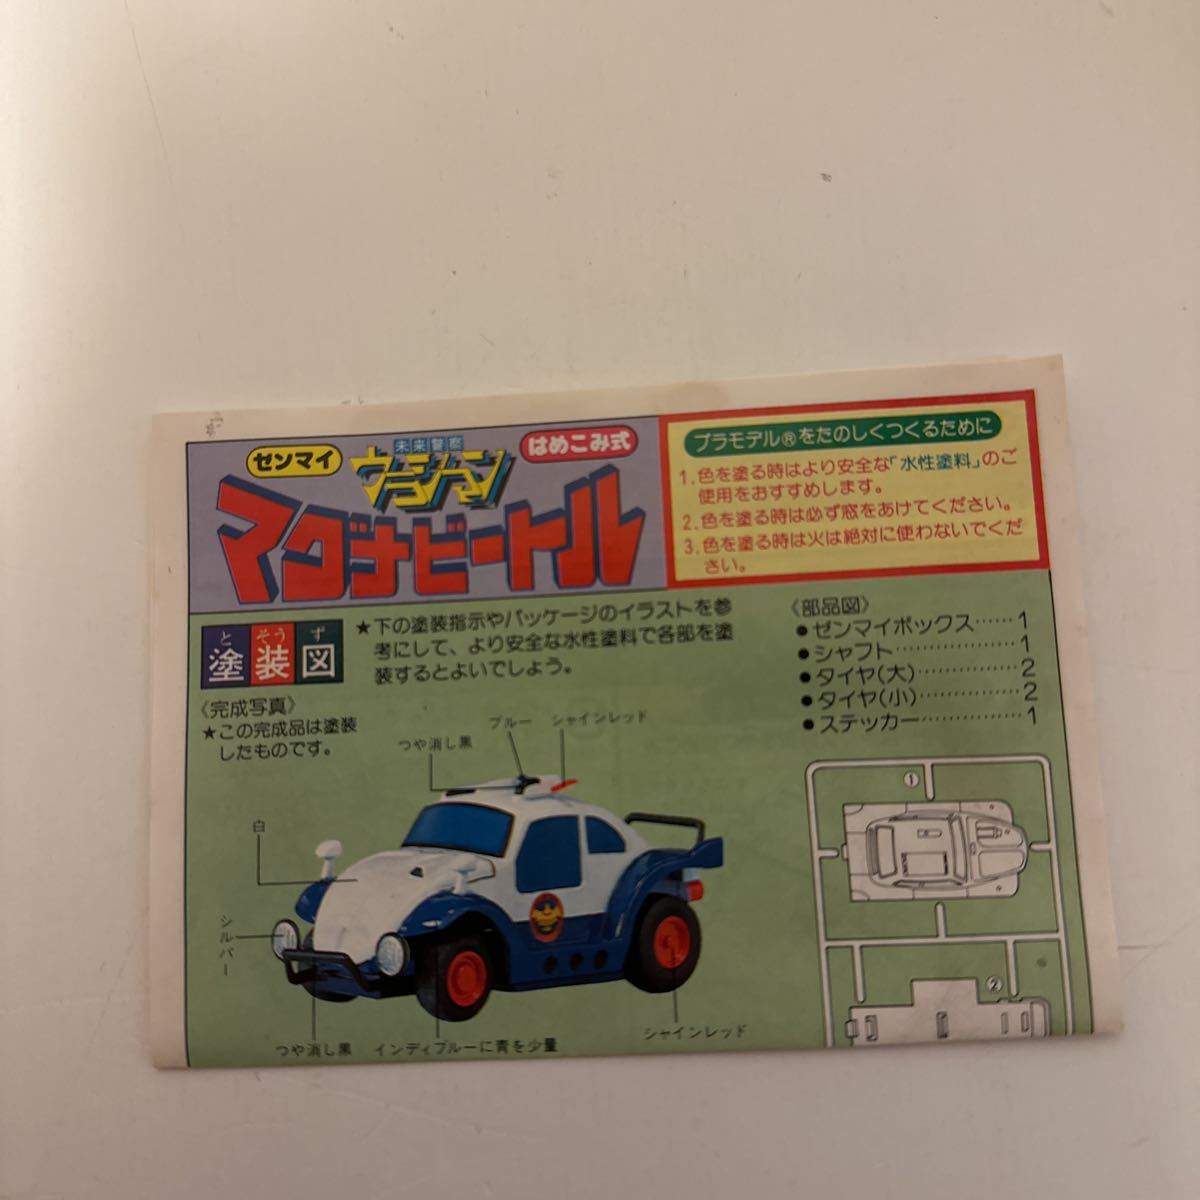 ゼンマイ
未来警察
ウラシマン
はめこみ式
マグナビートル
プラモデル®をたのしくつくるために
1.色を塗る時はより安全な「水性塗料」のご
使用をおすすめします。
2.色を塗る時は必ず窓をあけてください。
3.色を塗る時は火は絶対に使わないでくだ
さい。
と そう ず
塗装図
★下の塗装指示やパッケージのイラストを参
考にして、より安全な水性塗料で各部を塗
装するとよいでしょう。
《完成写真》
★この完成品は塗装
したものです。
《部品図》
●ゼンマイボックス……1
●シャフト………………1
●タイヤ(大)……………2
●タイヤ(小)……………2
●ステッカー……………1
ブルー
シャインレッド
つや消し黒
白
シルバー
つや消し黒
インディブルーに青を少量
シャインレッド
①
②